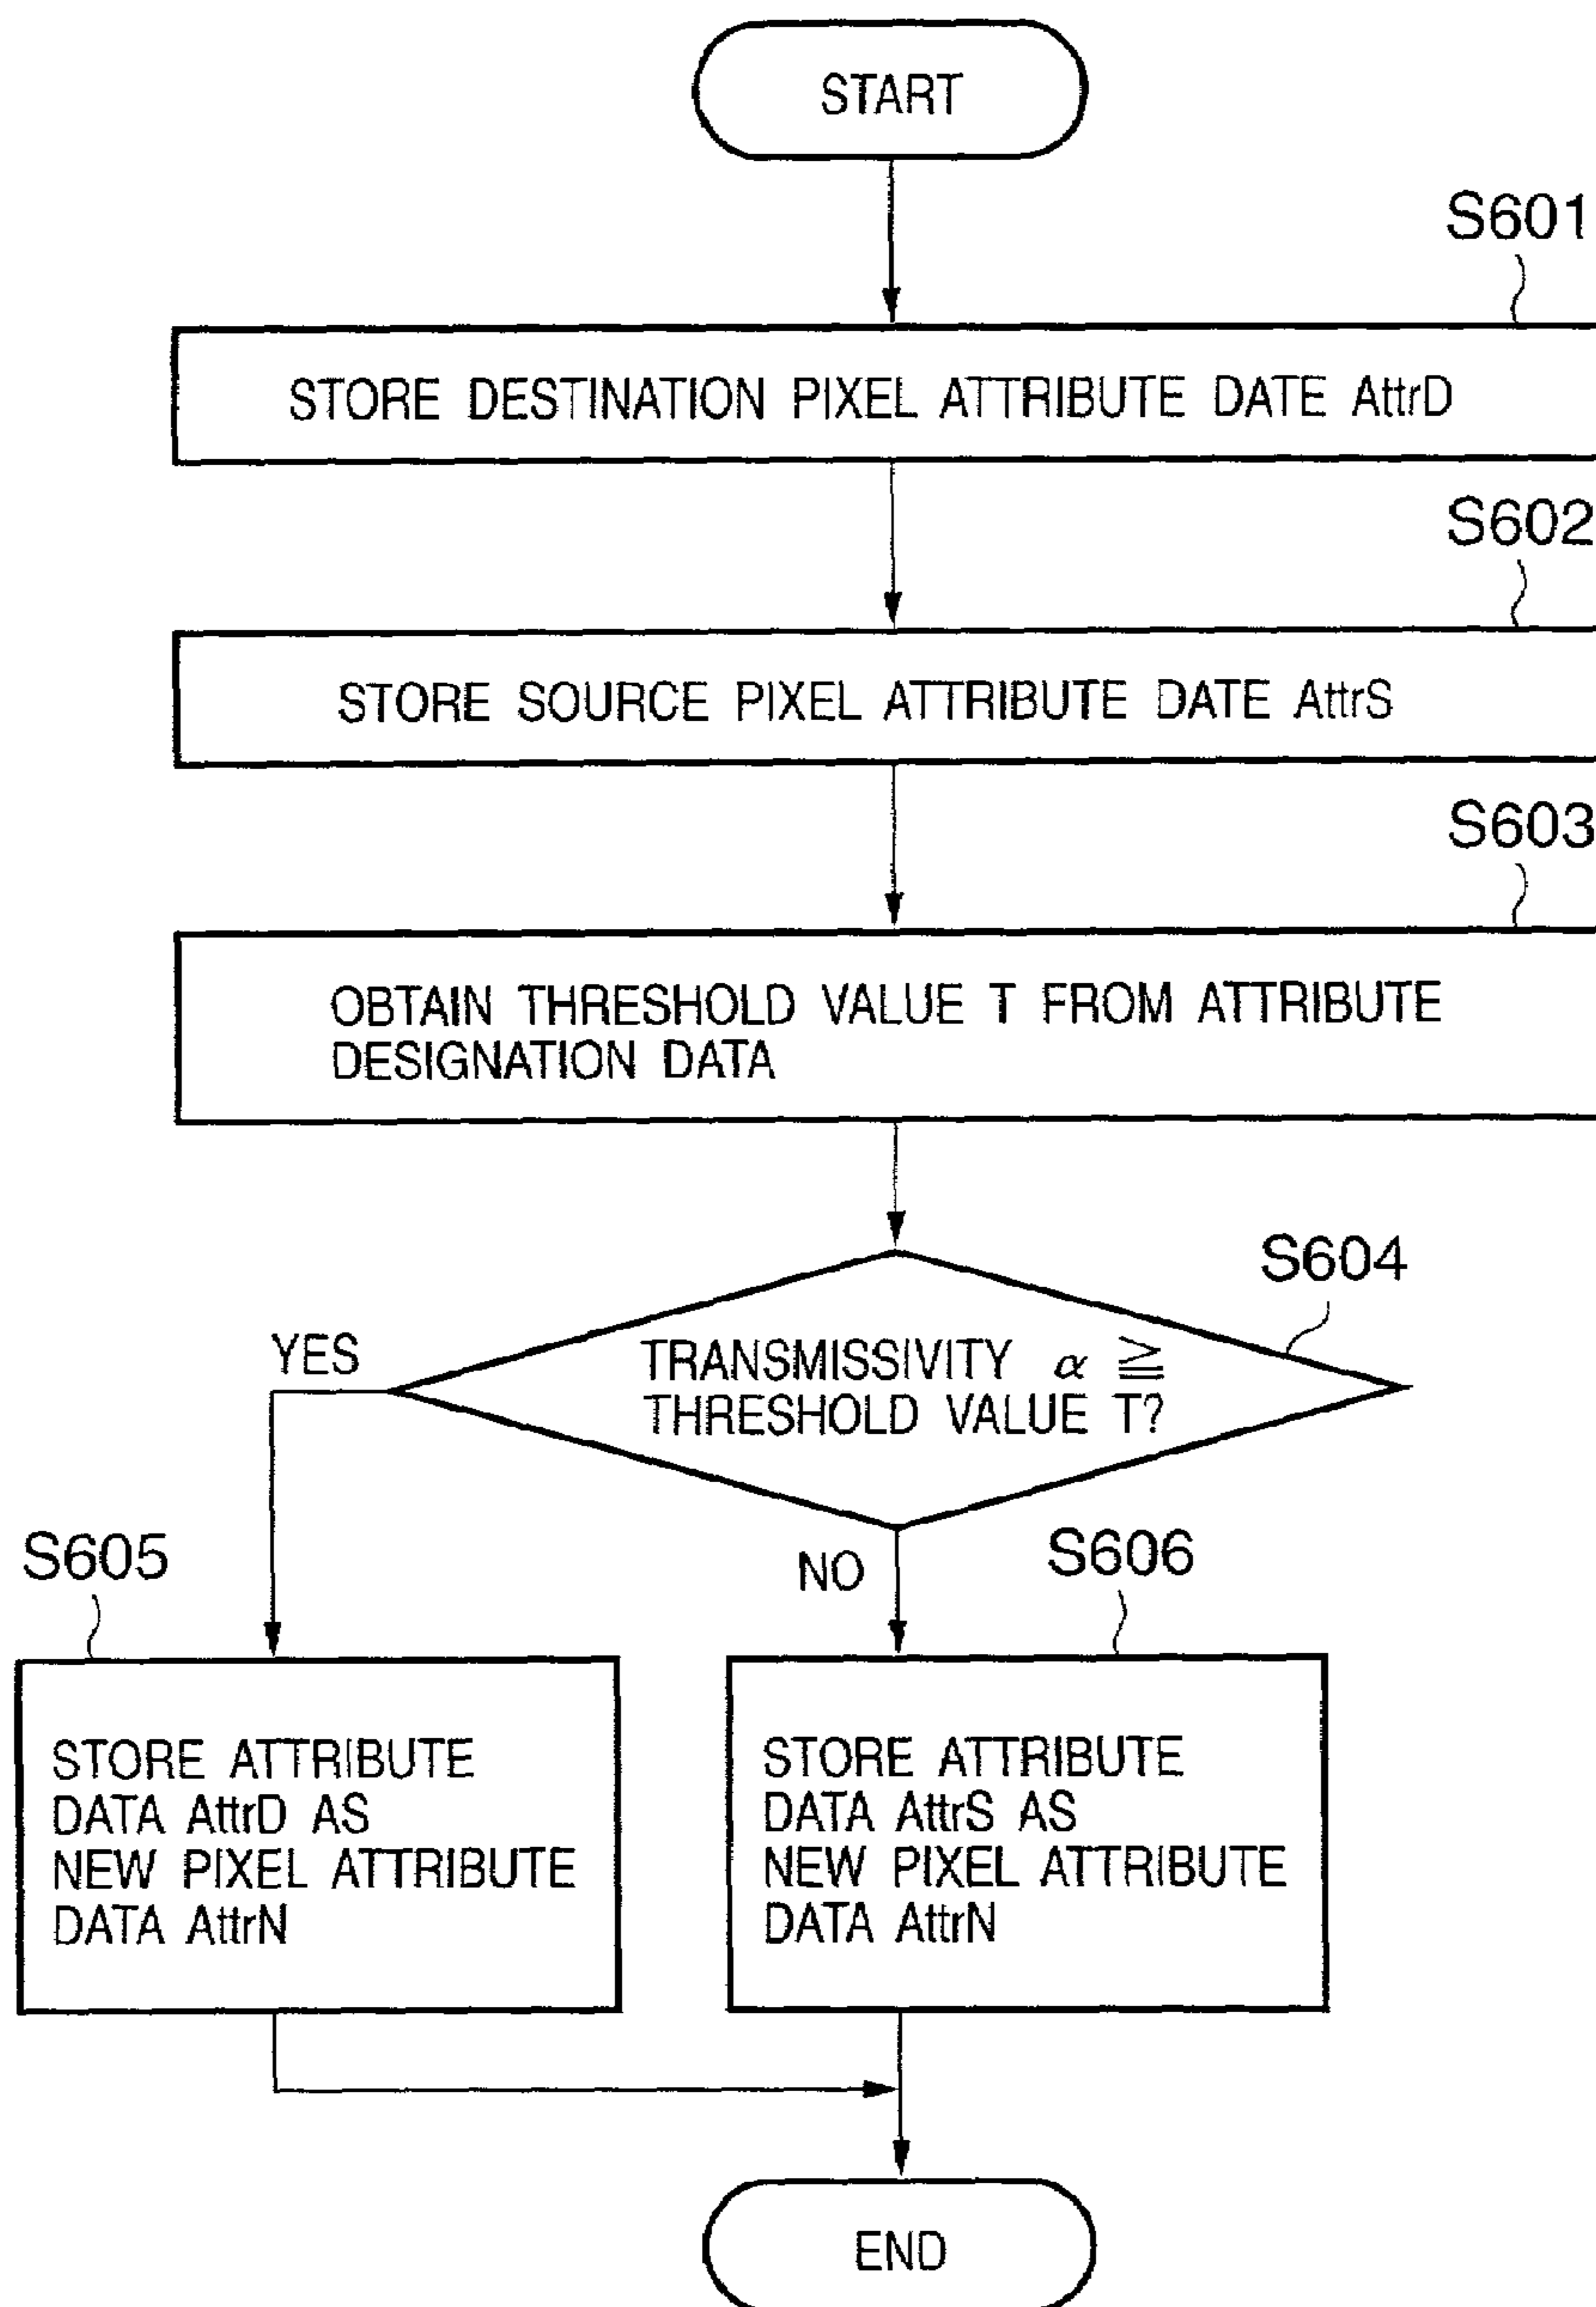 START
S601
STORE DESTINATION PIXEL ATTRIBUTE DATE AttrD
S602
STORE SOURCE PIXEL ATTRIBUTE DATE AttrS
S603
OBTAIN THRESHOLD VALUE T FROM ATTRIBUTE
DESIGNATION DATA
S604
TRANSMISSIVITY α ≧
THRESHOLD VALUE T?
YES
NO
S605
STORE ATTRIBUTE
DATA AttrD AS
NEW PIXEL ATTRIBUTE
DATA AttrN
S606
STORE ATTRIBUTE
DATA AttrS AS
NEW PIXEL ATTRIBUTE
DATA AttrN
END